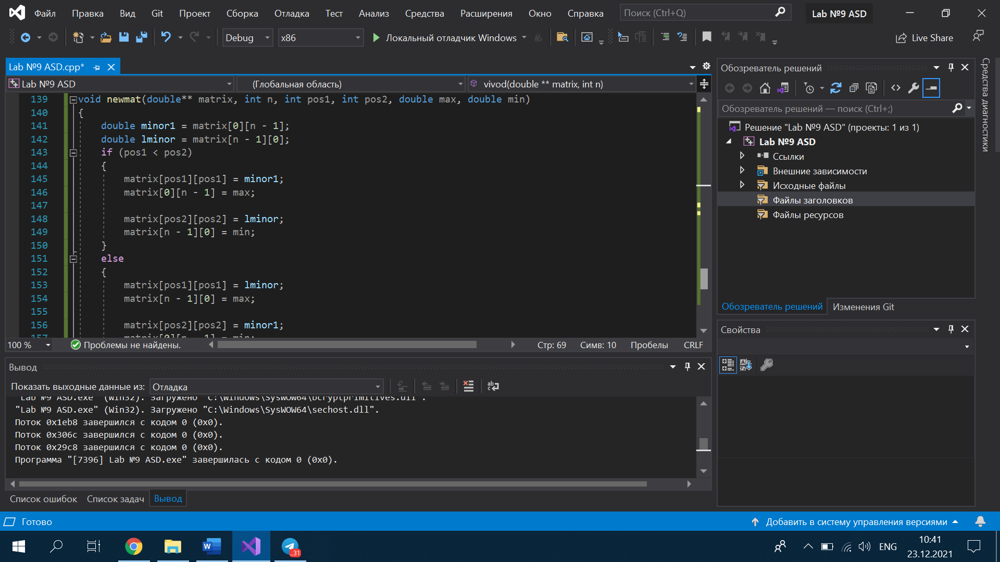 Файл Правка Вид Git Проект Сборка Отладка Тест Анализ Средства Расширения Окно Справка Поиск (Ctrl+Q) Lab №9 ASD
Debug x86 Локальный отладчик Windows Live Share
Lab №9 ASD.cpp*
Lab №9 ASD (Глобальная область) vivod(double ** matrix, int n)
139 void newmat(double** matrix, int n, int pos1, int pos2, double max, double min)
140 {
141 double minor1 = matrix[0][n - 1];
142 double lminor = matrix[n - 1][0];
143 if (pos1 < pos2)
144 {
145 matrix[pos1][pos1] = minor1;
146 matrix[0][n - 1] = max;
147
148 matrix[pos2][pos2] = lminor;
149 matrix[n - 1][0] = min;
150 }
151 else
152 {
153 matrix[pos1][pos1] = lminor;
154 matrix[n - 1][0] = max;
155
156 matrix[pos2][pos2] = minor1;
157 matrix[0][n - 1] = min;
100 % Проблемы не найдены. Стр: 69 Симв: 10 Пробелы CRLF
Вывод
Показать выходные данные из: Отладка
"Lab №9 ASD.exe" (Win32). Загружено "C:\Windows\SysWOW64\bcryptprimitives.dll".
"Lab №9 ASD.exe" (Win32). Загружено "C:\Windows\SysWOW64\sechost.dll".
Поток 0x1eb8 завершился с кодом 0 (0x0).
Поток 0x306c завершился с кодом 0 (0x0).
Поток 0x29c8 завершился с кодом 0 (0x0).
Программа "[7396] Lab №9 ASD.exe" завершилась с кодом 0 (0x0).
Список ошибок Список задач Вывод
Обозреватель решений
Обозреватель решений — поиск (Ctrl+;)
Решение "Lab №9 ASD" (проекты: 1 из 1)
Lab №9 ASD
Ссылки
Внешние зависимости
Исходные файлы
Файлы заголовков
Файлы ресурсов
Обозреватель решений Изменения Git
Свойства
Средства диагностики
Готово Добавить в систему управления версиями
..31
ENG
10:41
23.12.2021